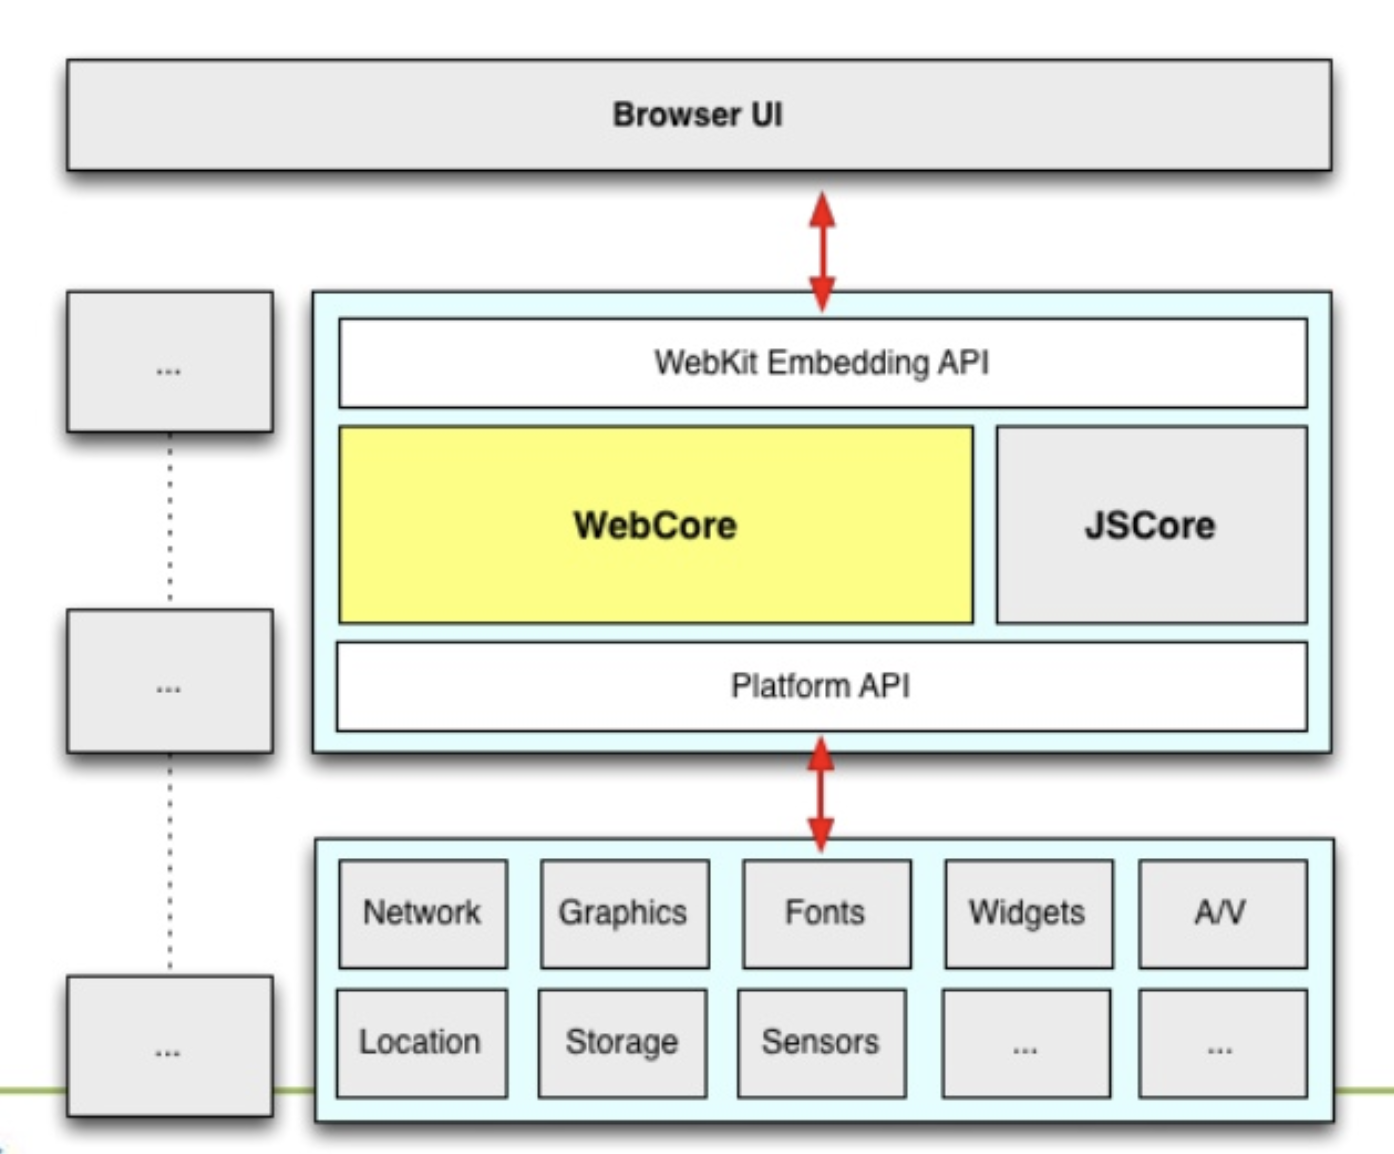 Browser UI
...
WebKit Embedding API
WebCore
JSCore
...
Platform API
Network
Graphics
Fonts
Widgets
A/V
...
Location
Storage
Sensors
...
...